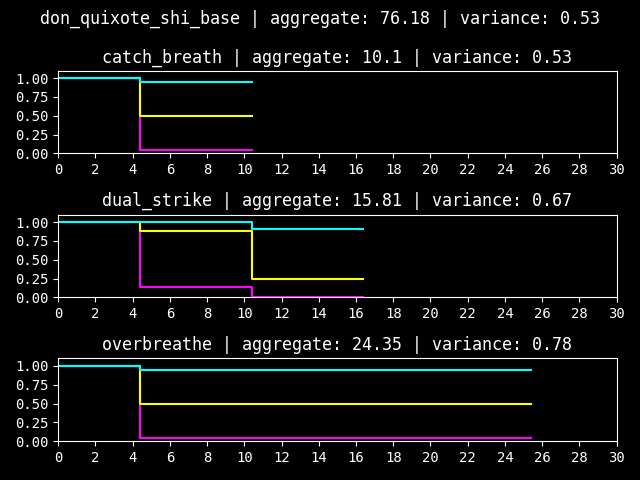 don_quixote_shi_base | aggregate: 76.18 | variance: 0.53
catch_breath | aggregate: 10.1 | variance: 0.53
1.00
0.75
0.50
0.25
0.00
0 2 4 6 8 10 12 14 16 18 20 22 24 26 28 30
dual_strike | aggregate: 15.81 | variance: 0.67
1.00
0.75
0.50
0.25
0.00
0 2 4 6 8 10 12 14 16 18 20 22 24 26 28 30
overbreathe | aggregate: 24.35 | variance: 0.78
1.00
0.75
0.50
0.25
0.00
0 2 4 6 8 10 12 14 16 18 20 22 24 26 28 30